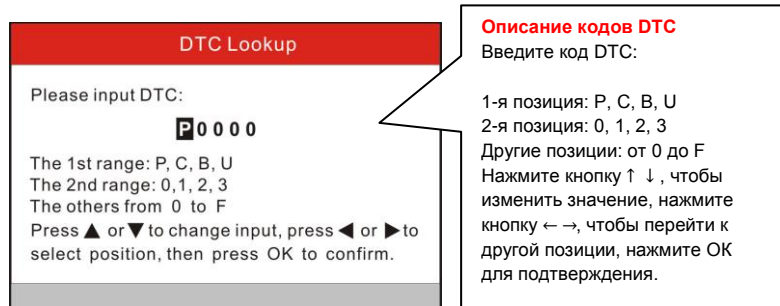 DTC Lookup
Please input DTC:
P0000
The 1st range: P, C, B, U
The 2nd range: 0,1, 2, 3
The others from 0 to F
Press ▲ or ▼ to change input, press ◀ or ▶ to
select position, then press OK to confirm.
Описание кодов DTC
Введите код DTC:
1-я позиция: P, C, B, U
2-я позиция: 0, 1, 2, 3
Другие позиции: от 0 до F
Нажмите кнопку ↑ ↓ , чтобы
изменить значение, нажмите
кнопку ← →, чтобы перейти к
другой позиции, нажмите ОК
для подтверждения.